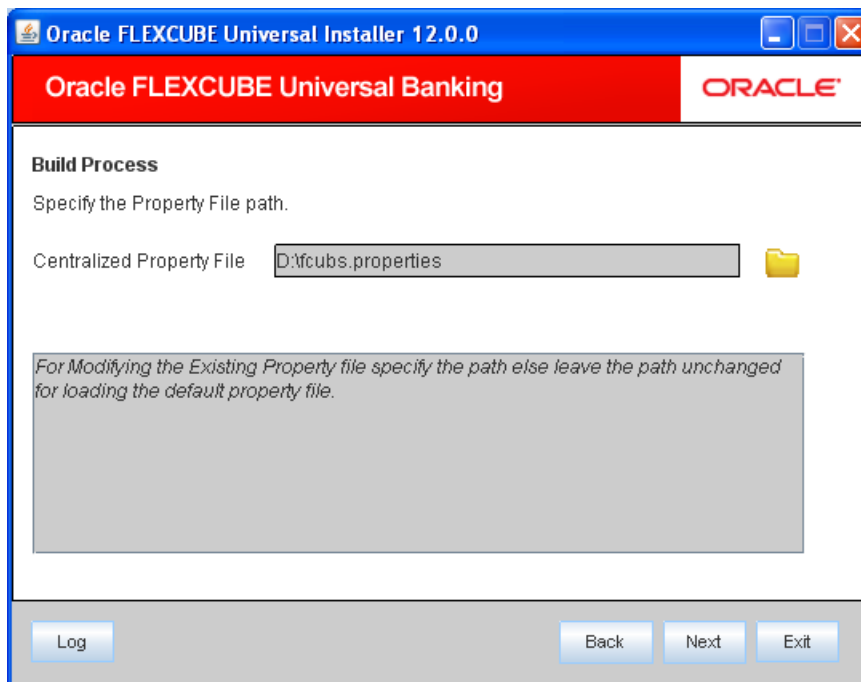 Oracle FLEXCUBE Universal Installer 12.0.0
Oracle FLEXCUBE Universal Banking
ORACLE
Build Process
Specify the Property File path.
Centralized Property File D:\fcubs.properties
For Modifying the Existing Property file specify the path else leave the path unchanged
for loading the default property file.
Log Back Next Exit